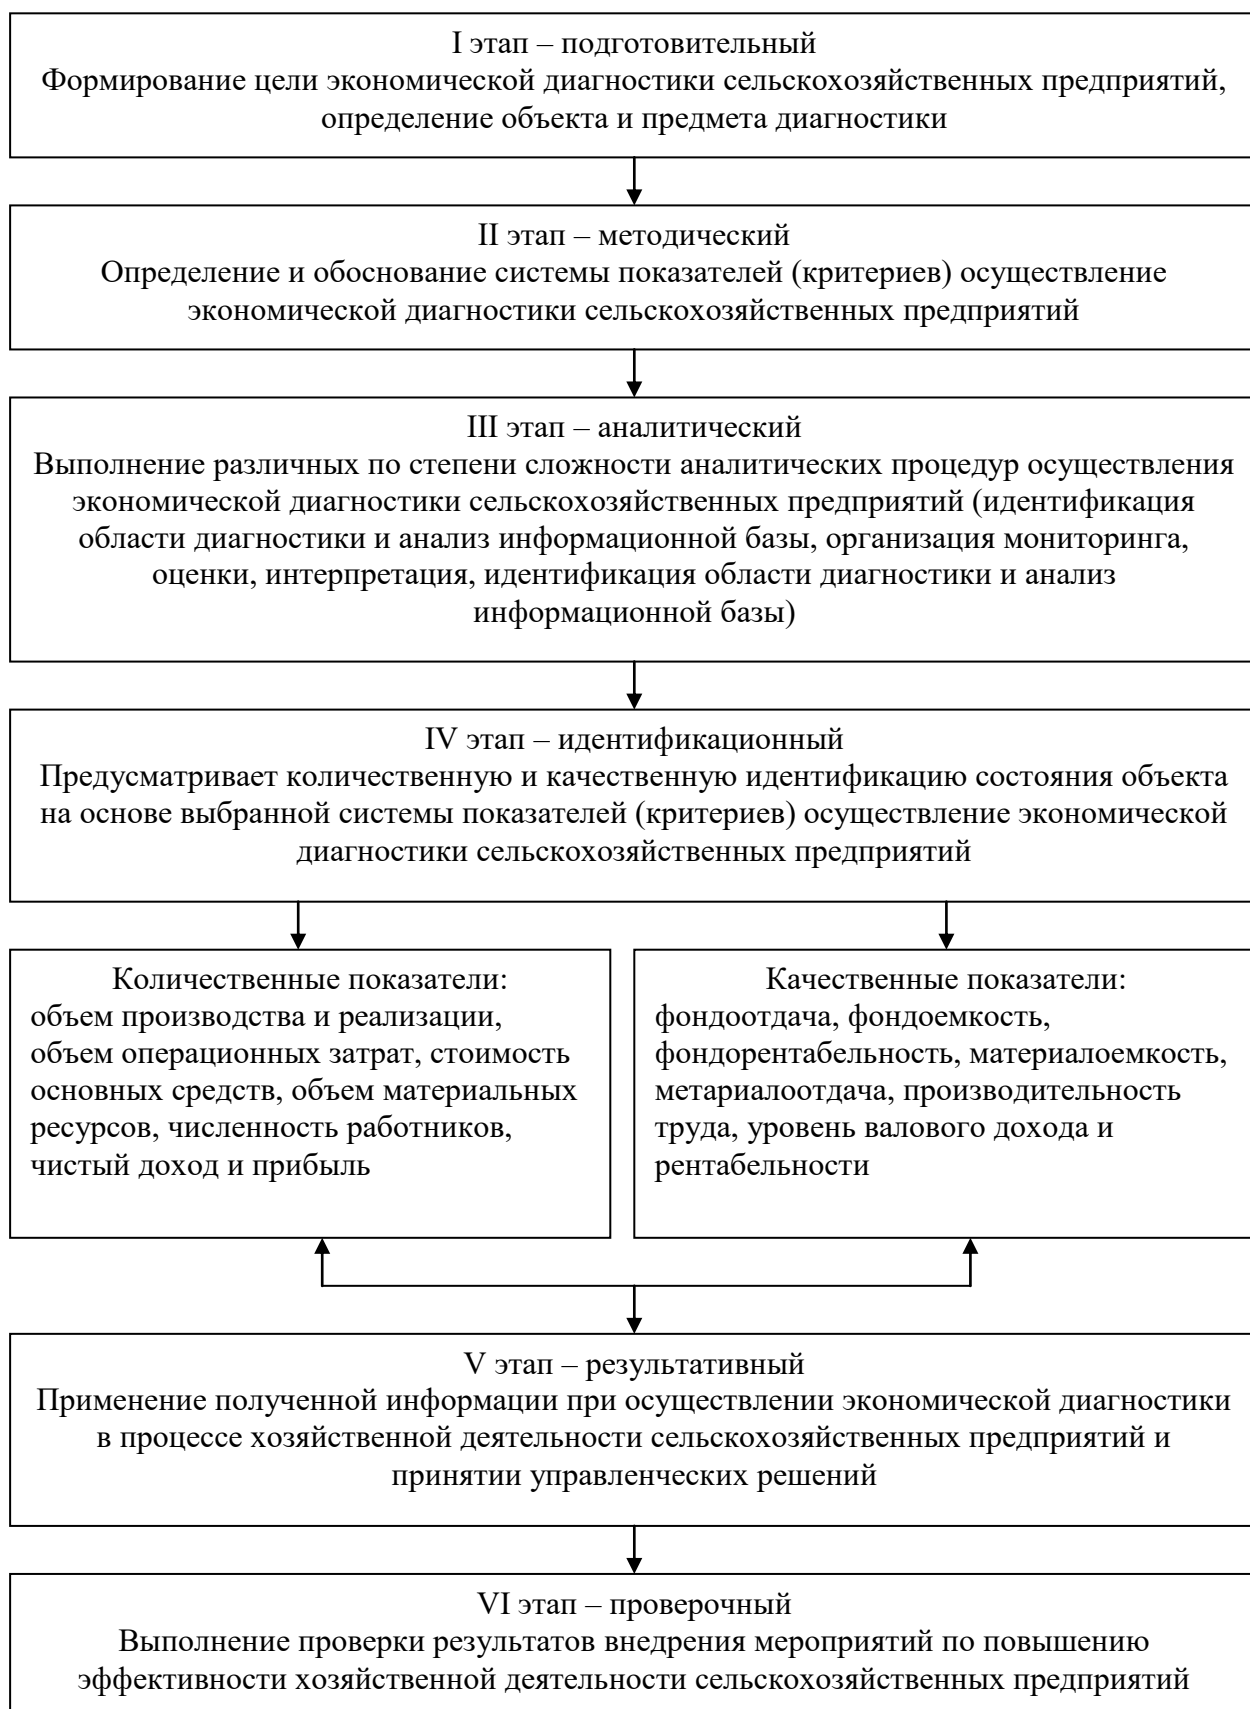 I этап – подготовительный
Формирование цели экономической диагностики сельскохозяйственных предприятий,
определение объекта и предмета диагностики
II этап – методический
Определение и обоснование системы показателей (критериев) осуществление
экономической диагностики сельскохозяйственных предприятий
III этап – аналитический
Выполнение различных по степени сложности аналитических процедур осуществления
экономической диагностики сельскохозяйственных предприятий (идентификация
области диагностики и анализ информационной базы, организация мониторинга,
оценки, интерпретация, идентификация области диагностики и анализ
информационной базы)
IV этап – идентификационный
Предусматривает количественную и качественную идентификацию состояния объекта
на основе выбранной системы показателей (критериев) осуществление экономической
диагностики сельскохозяйственных предприятий
Количественные показатели:
объем производства и реализации,
объем операционных затрат, стоимость
основных средств, объем материальных
ресурсов, численность работников,
чистый доход и прибыль
Качественные показатели:
фондоотдача, фондоемкость,
фондорентабельность, материалоемкость,
метариалоотдача, производительность
труда, уровень валового дохода и
рентабельности
V этап – результативный
Применение полученной информации при осуществлении экономической диагностики
в процессе хозяйственной деятельности сельскохозяйственных предприятий и
принятии управленческих решений
VI этап – проверочный
Выполнение проверки результатов внедрения мероприятий по повышению
эффективности хозяйственной деятельности сельскохозяйственных предприятий